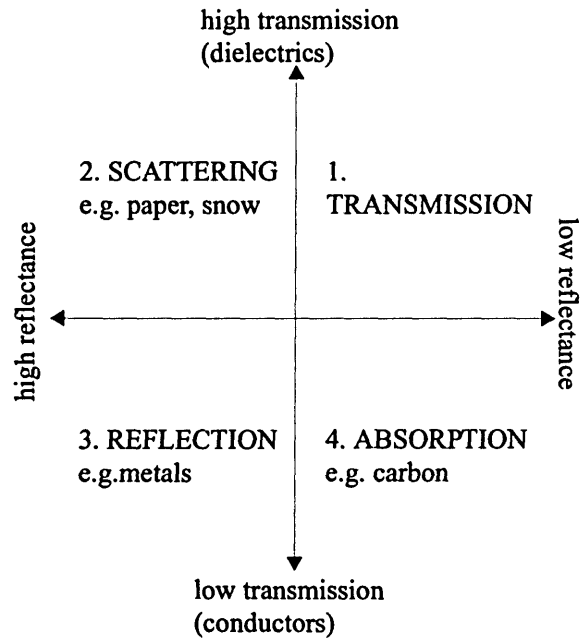 high transmission
(dielectrics)
2. SCATTERING
e.g. paper, snow
1.
TRANSMISSION
high reflectance
low reflectance
3. REFLECTION
e.g.metals
4. ABSORPTION
e.g. carbon
low transmission
(conductors)